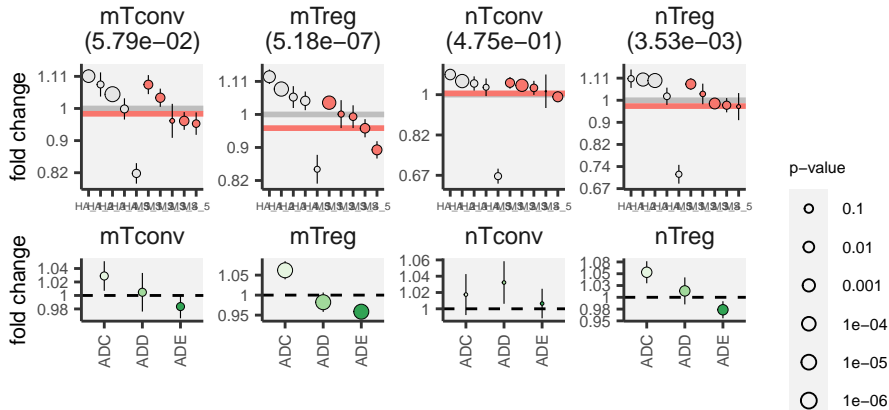 mTconv
(5.79e−02)
mTreg
(5.18e−07)
nTconv
(4.75e−01)
nTreg
(3.53e−03)
fold change
1.11
1
0.9
0.82
1.11
1
0.9
0.82
1
0.82
0.67
1.11
1
0.9
0.82
0.74
0.67
mTconv
mTreg
nTconv
nTreg
fold change
1.04
1.02
1
0.98
1.05
1
0.95
1.06
1.04
1.02
1
1.08
1.05
1.03
1
0.98
0.95
ADC
ADD
ADE
ADC
ADD
ADE
ADC
ADD
ADE
ADC
ADD
ADE
p−value
0.1
0.01
0.001
1e−04
1e−05
1e−06